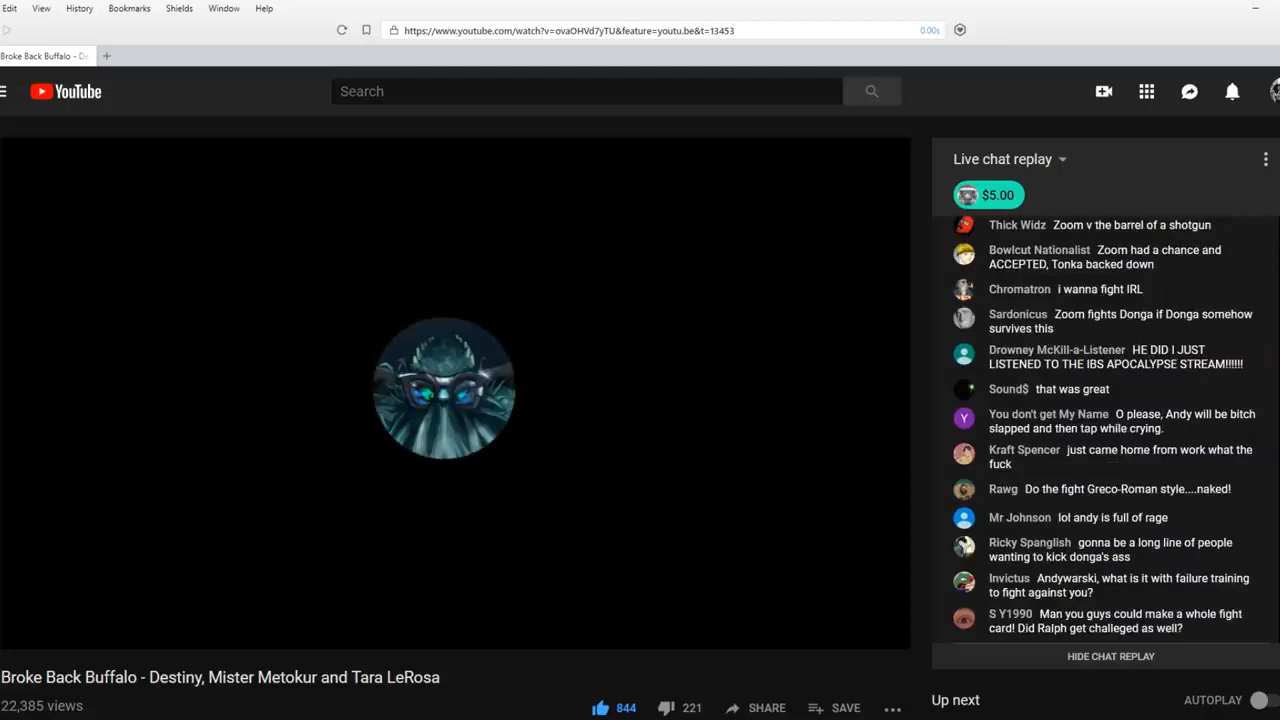 Edit View History Bookmarks Shields Window Help
https://www.youtube.com/watch?v=ovaOHVd7yTU&feature=youtu.be&t=13453 0.00s
Broke Back Buffalo - De
YouTube
Search
Live chat replay
$5.00
Thick Widz Zoom v the barrel of a shotgun
Bowlcut Nationalist Zoom had a chance and
ACCEPTED, Tonka backed down
Chromatron i wanna fight IRL
Sardonicus Zoom fights Donga if Donga somehow
survives this
Drowney McKill-a-Listener HE DID I JUST
LISTENED TO THE IBS APOCALYPSE STREAM!!!!!!
Sound$ that was great
Y
You don't get My Name O please, Andy will be bitch
slapped and then tap while crying.
Kraft Spencer just came home from work what the
fuck
Rawg Do the fight Greco-Roman style....naked!
Mr Johnson lol andy is full of rage
Ricky Spanglish gonna be a long line of people
wanting to kick donga's ass
Invictus Andywarski, what is it with failure training
to fight against you?
S Y1990 Man you guys could make a whole fight
card! Did Ralph get challeged as well?
HIDE CHAT REPLAY
Broke Back Buffalo - Destiny, Mister Metokur and Tara LeRosa
22,385 views
844 221 SHARE SAVE
Up next AUTOPLAY